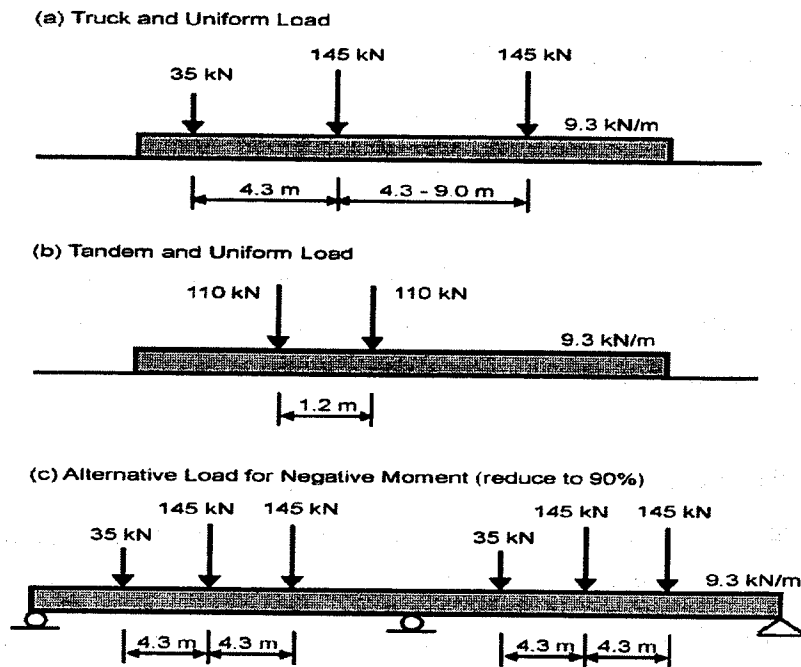 (a) Truck and Uniform Load
35 kN
145 kN
145 kN
9.3 kN/m
4.3 m
4.3 - 9.0 m
(b) Tandem and Uniform Load
110 kN
110 kN
9.3 kN/m
1.2 m
(c) Alternative Load for Negative Moment (reduce to 90%)
35 kN
145 kN
145 kN
35 kN
145 kN
145 kN
9.3 kN/m
4.3 m
4.3 m
4.3 m
4.3 m